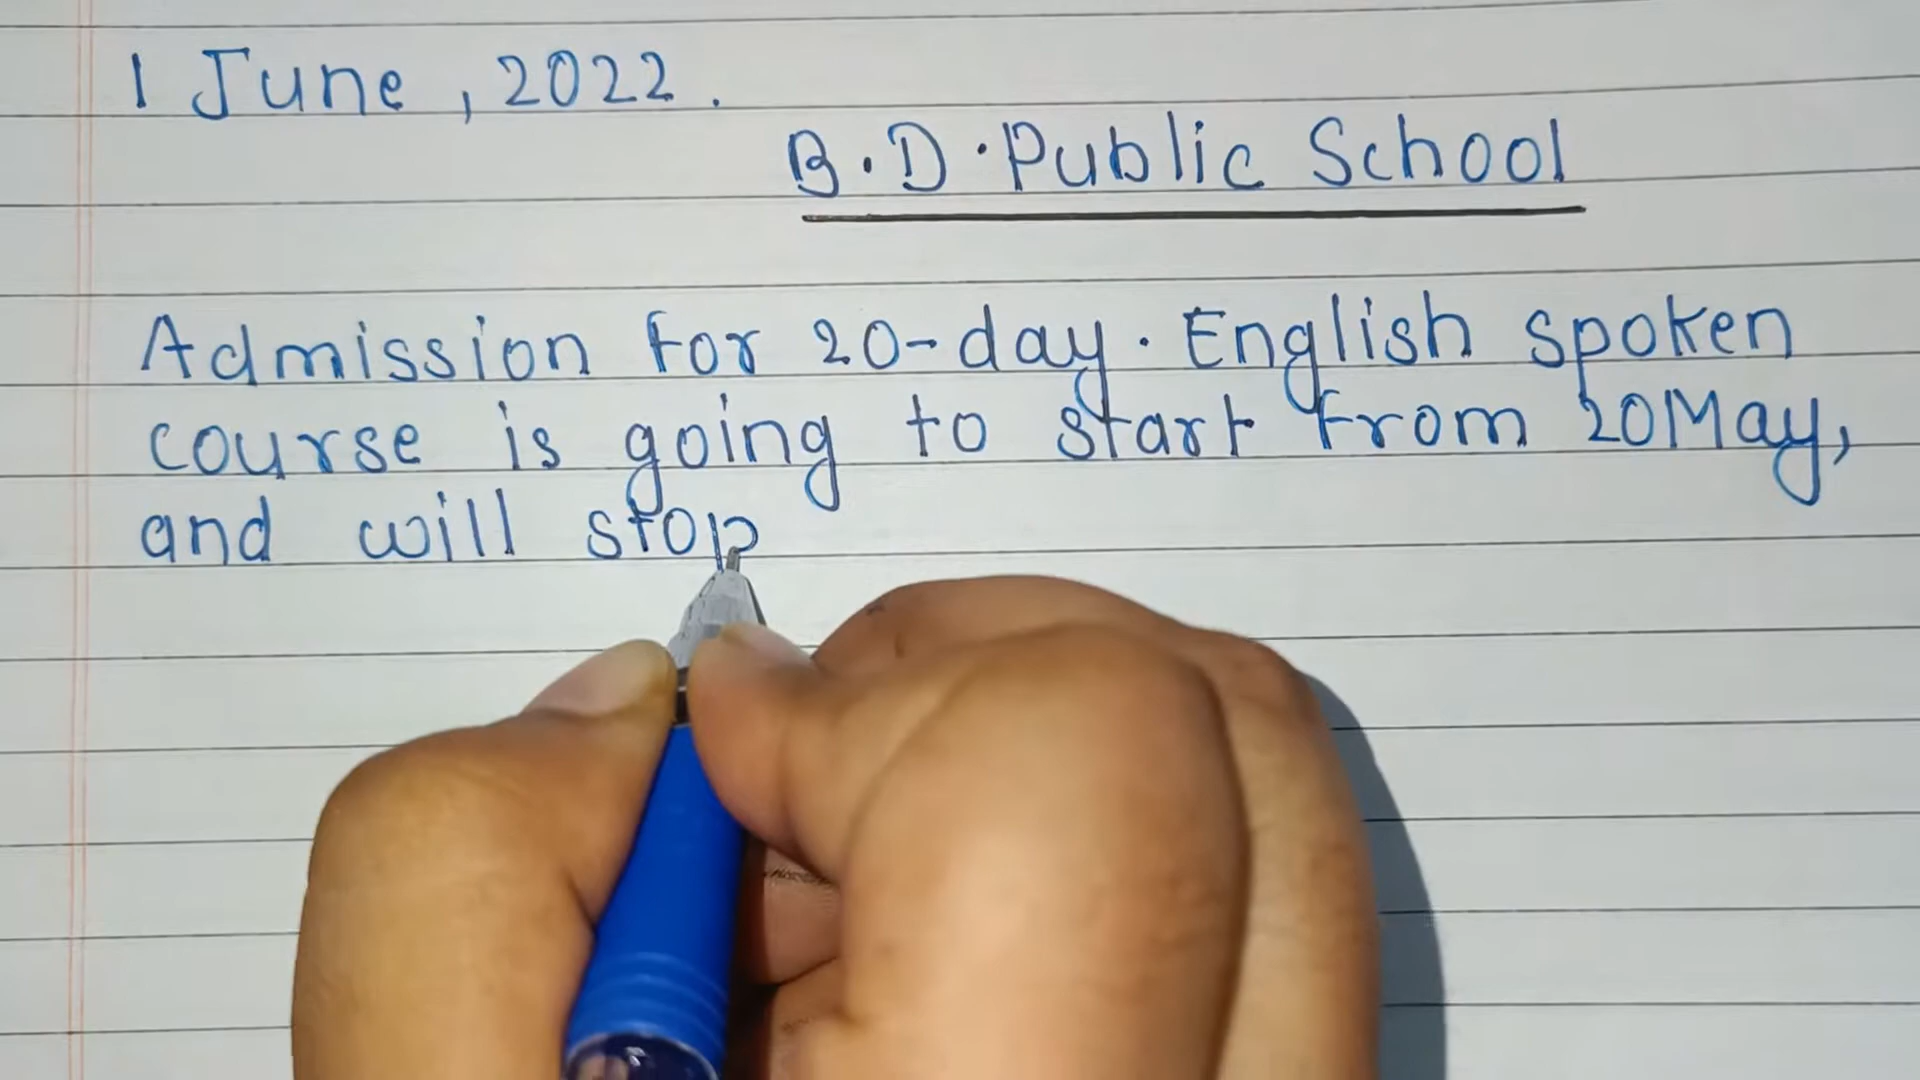 1 June, 2022.
B.D.Public School
Admission for 20-day. English spoken
course is going to start from 20May,
and will stop